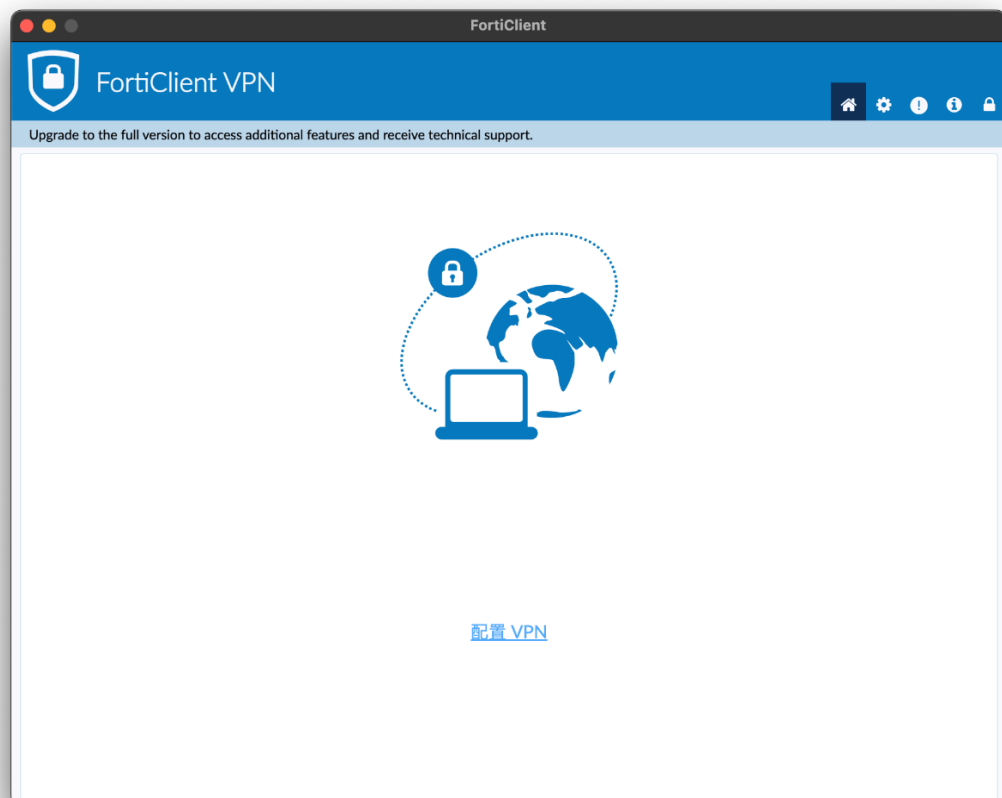 FortiClient
FortiClient VPN
Upgrade to the full version to access additional features and receive technical support.
配置 VPN